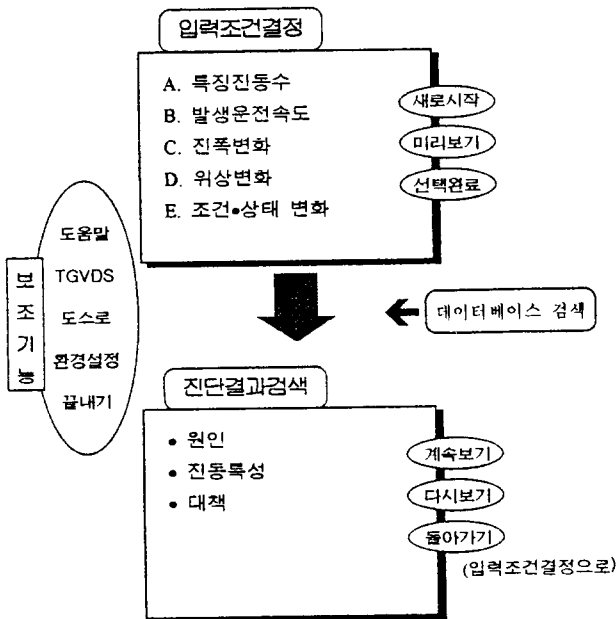 입력조건결정
A. 특징진동수
B. 발생운전속도
C. 진폭변화
D. 위상변화
E. 조건•상태 변화
새로시작
미리보기
선택완료
보조기능
도움말
TGVDS
도스로
환경설정
끝내기
데이터베이스 검색
진단결과검색
• 원인
• 진동특성
• 대책
계속보기
다시보기
돌아가기
(입력조건결정으로)